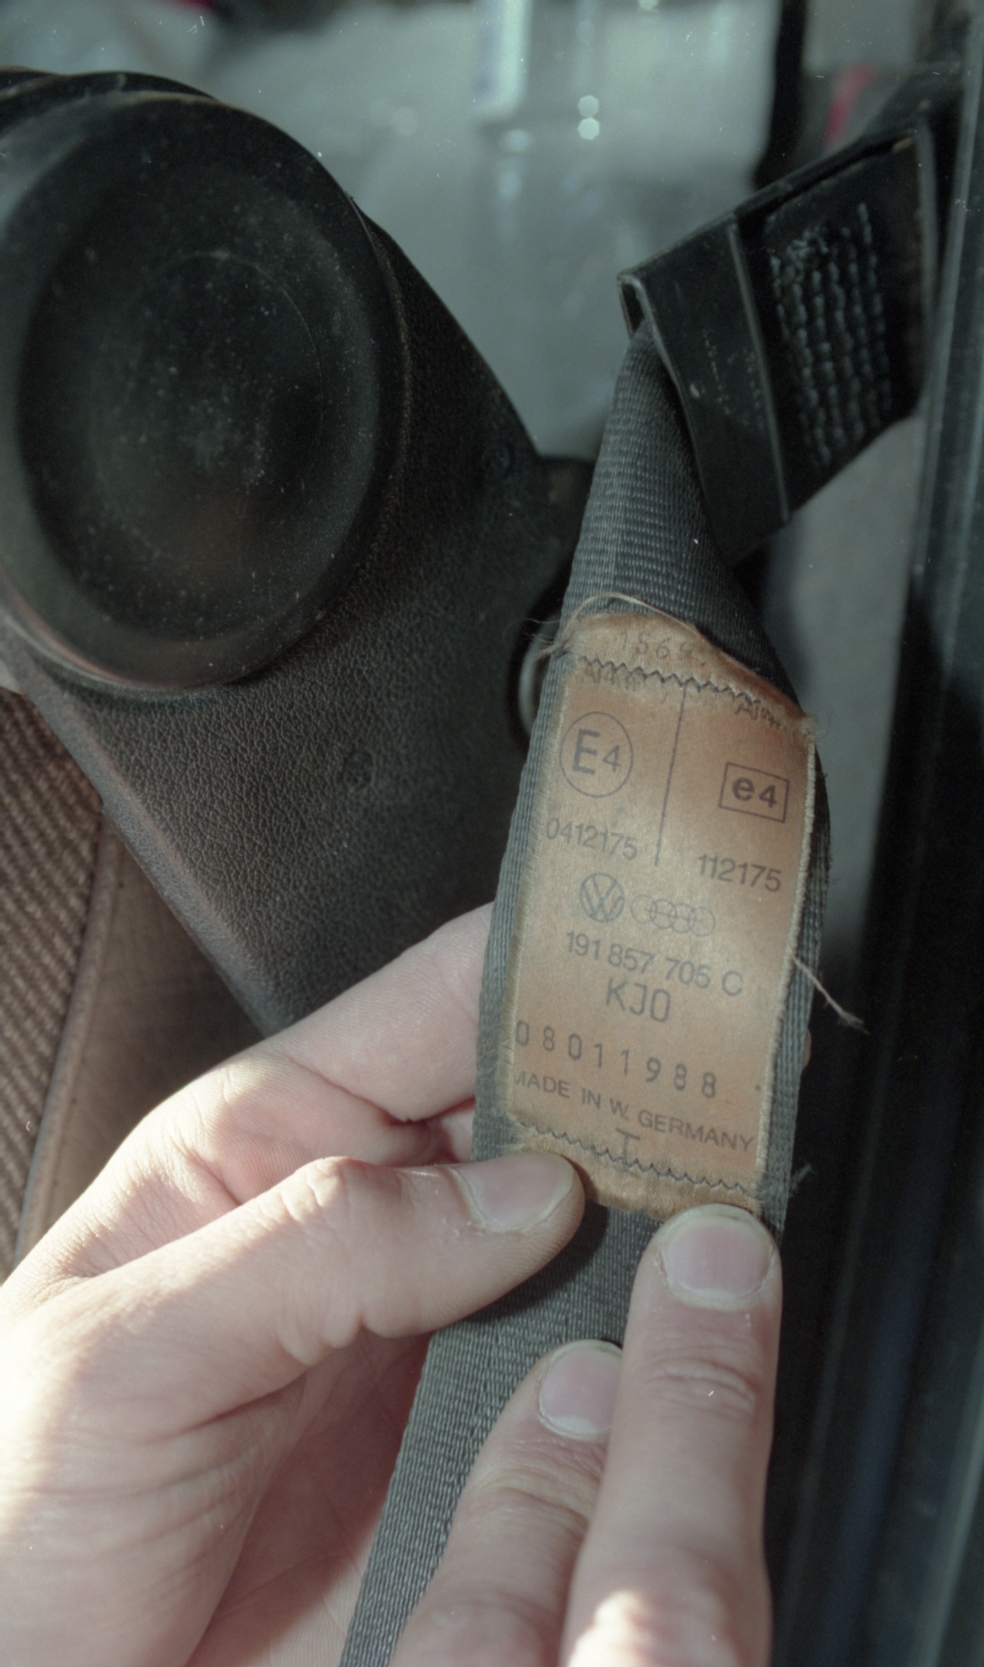 E4
e4
0412175
112175
191 857 705 C
KJ0
08011988
MADE IN W. GERMANY